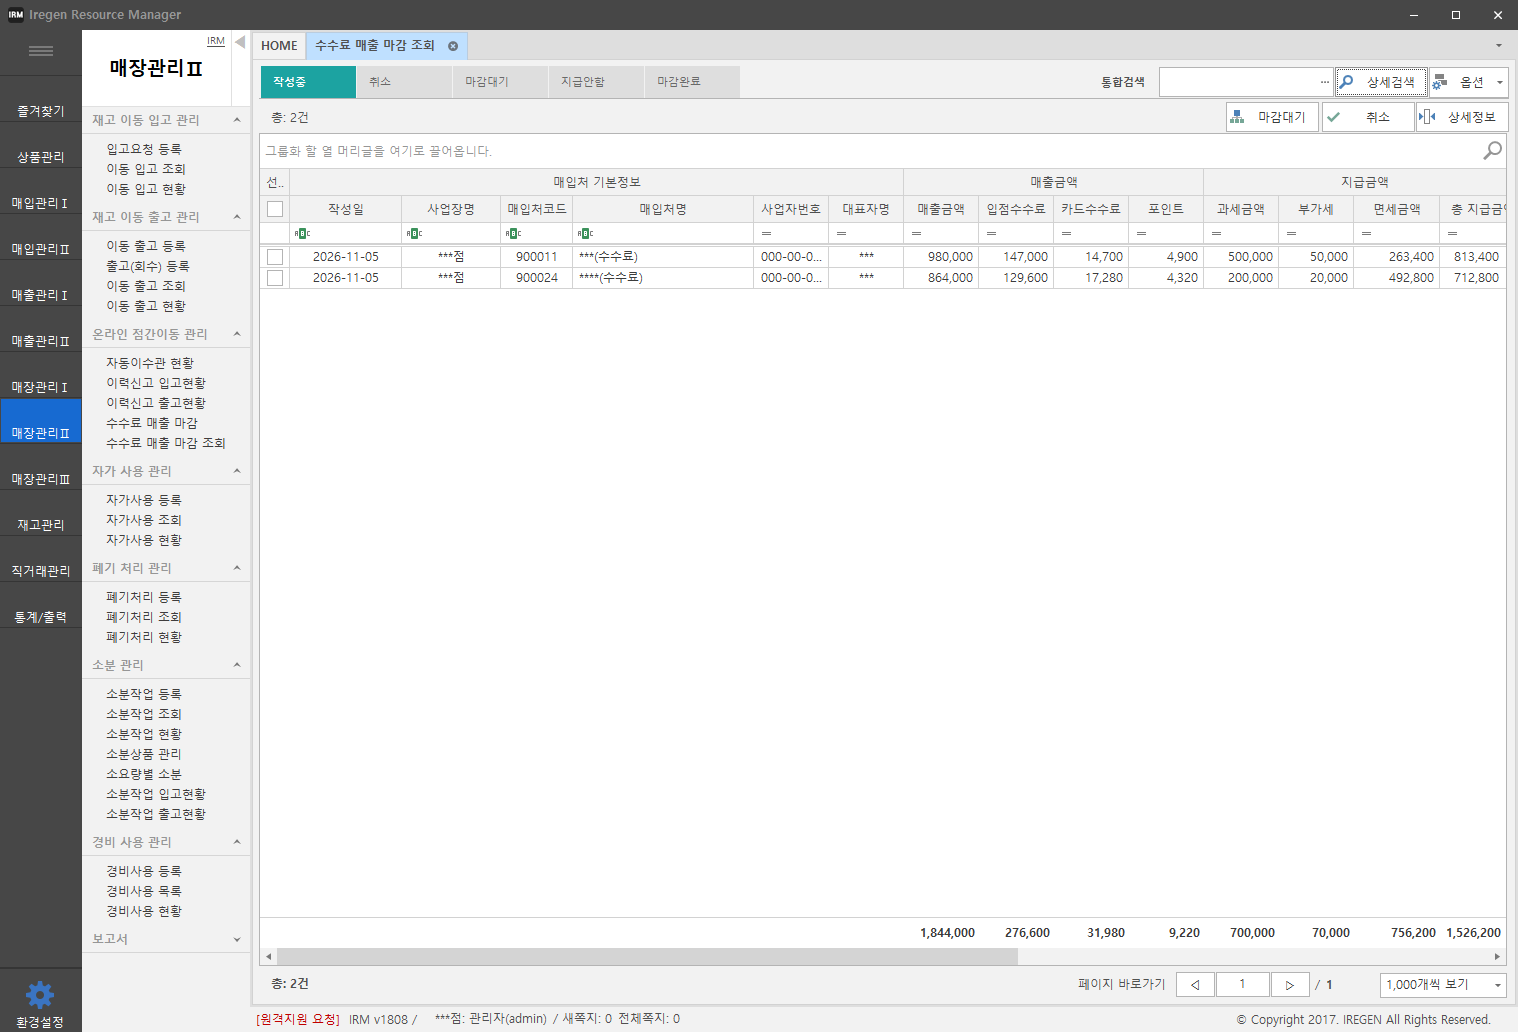 IRM Iregen Resource Manager
즐겨찾기
상품관리
매입관리Ⅰ
매입관리Ⅱ
매출관리Ⅰ
매출관리Ⅱ
매장관리Ⅰ
매장관리Ⅱ
매장관리Ⅲ
재고관리
직거래관리
통계/출력
환경설정
IRM
매장관리Ⅱ
재고 이동 입고 관리
입고요청 등록
이동 입고 조회
이동 입고 현황
재고 이동 출고 관리
이동 출고 등록
출고(회수) 등록
이동 출고 조회
이동 출고 현황
온라인 점간이동 관리
자동이수관 현황
이력신고 입고현황
이력신고 출고현황
수수료 매출 마감
수수료 매출 마감 조회
자가 사용 관리
자가사용 등록
자가사용 조회
자가사용 현황
폐기 처리 관리
폐기처리 등록
폐기처리 조회
폐기처리 현황
소분 관리
소분작업 등록
소분작업 조회
소분작업 현황
소분상품 관리
소요량별 소분
소분작업 입고현황
소분작업 출고현황
경비 사용 관리
경비사용 등록
경비사용 목록
경비사용 현황
보고서
HOME 수수료 매출 마감 조회
작성중 취소 마감대기 지급안함 마감완료 통합검색 ... 상세검색 옵션
총: 2건 마감대기 취소 상세정보
그룹화 할 열 머리글을 여기로 끌어옵니다.
선.. 매입처 기본정보 매출금액 지급금액
작성일 사업장명 매입처코드 매입처명 사업자번호 대표자명 매출금액 입점수수료 카드수수료 포인트 과세금액 부가세 면세금액 총 지급금
ABC ABC ABC ABC = = = = = = = = = =
2026-11-05 ***점 900011 ***(수수료) 000-00-0... *** 980,000 147,000 14,700 4,900 500,000 50,000 263,400 813,400
2026-11-05 ***점 900024 ****(수수료) 000-00-0... *** 864,000 129,600 17,280 4,320 200,000 20,000 492,800 712,800
1,844,000 276,600 31,980 9,220 700,000 70,000 756,200 1,526,200
총: 2건 페이지 바로가기 1 / 1 1,000개씩 보기
[원격지원 요청] IRM v1808 / ***점: 관리자(admin) / 새쪽지: 0 전체쪽지: 0 © Copyright 2017. IREGEN All Rights Reserved.